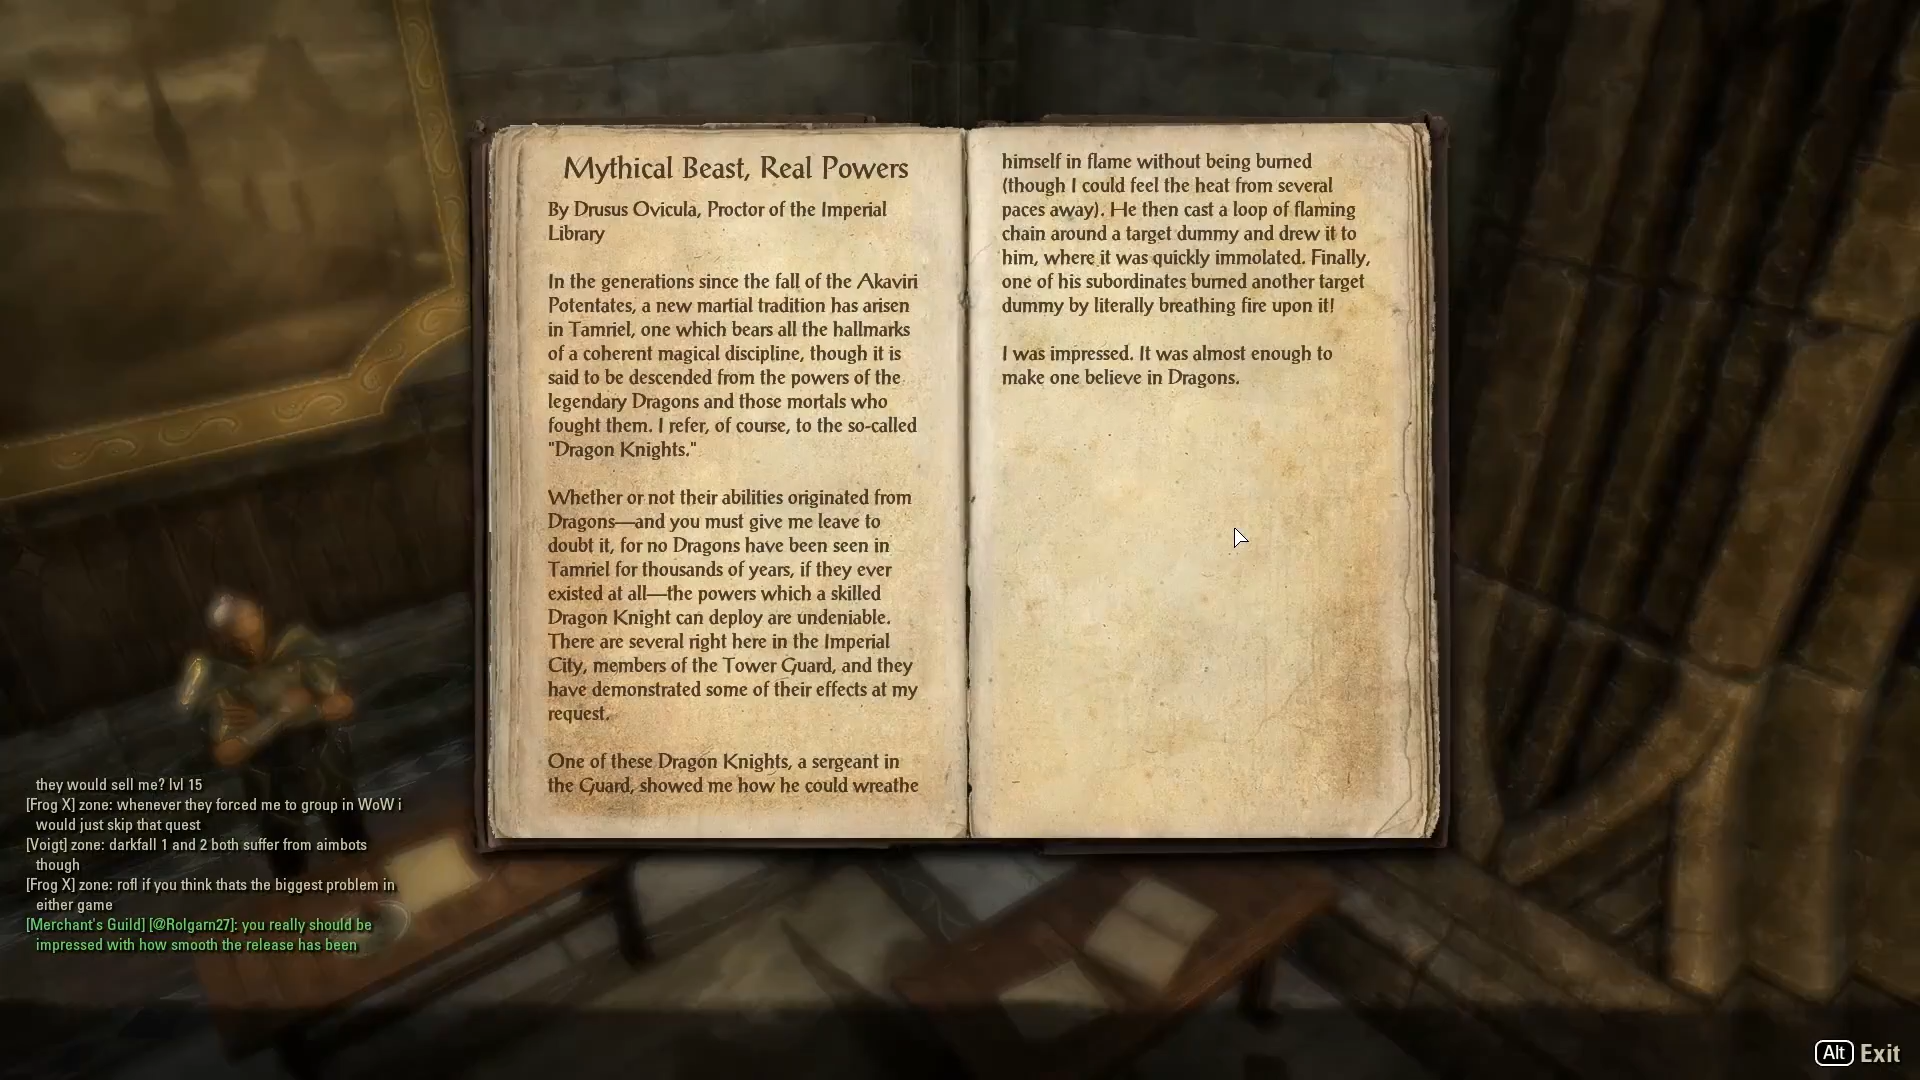 Mythical Beast, Real Powers
By Drusus Ovicula, Proctor of the Imperial
Library
In the generations since the fall of the Akaviri
Potentates, a new martial tradition has arisen
in Tamriel, one which bears all the hallmarks
of a coherent magical discipline, though it is
said to be descended from the powers of the
legendary Dragons and those mortals who
fought them. I refer, of course, to the so-called
"Dragon Knights."
Whether or not their abilities originated from
Dragons—and you must give me leave to
doubt it, for no Dragons have been seen in
Tamriel for thousands of years, if they ever
existed at all—the powers which a skilled
Dragon Knight can deploy are undeniable.
There are several right here in the Imperial
City, members of the Tower Guard, and they
have demonstrated some of their effects at my
request.
One of these Dragon Knights, a sergeant in
the Guard, showed me how he could wreathe
himself in flame without being burned
(though I could feel the heat from several
paces away). He then cast a loop of flaming
chain around a target dummy and drew it to
him, where it was quickly immolated. Finally,
one of his subordinates burned another target
dummy by literally breathing fire upon it!
I was impressed. It was almost enough to
make one believe in Dragons.
they would sell me? lvl 15
[Frog X] zone: whenever they forced me to group in WoW i
would just skip that quest
[Voigt] zone: darkfall 1 and 2 both suffer from aimbots
though
[Frog X] zone: rofl if you think thats the biggest problem in
either game
[Merchant's Guild] [@Rolgarn27]: you really should be
impressed with how smooth the release has been
Alt Exit